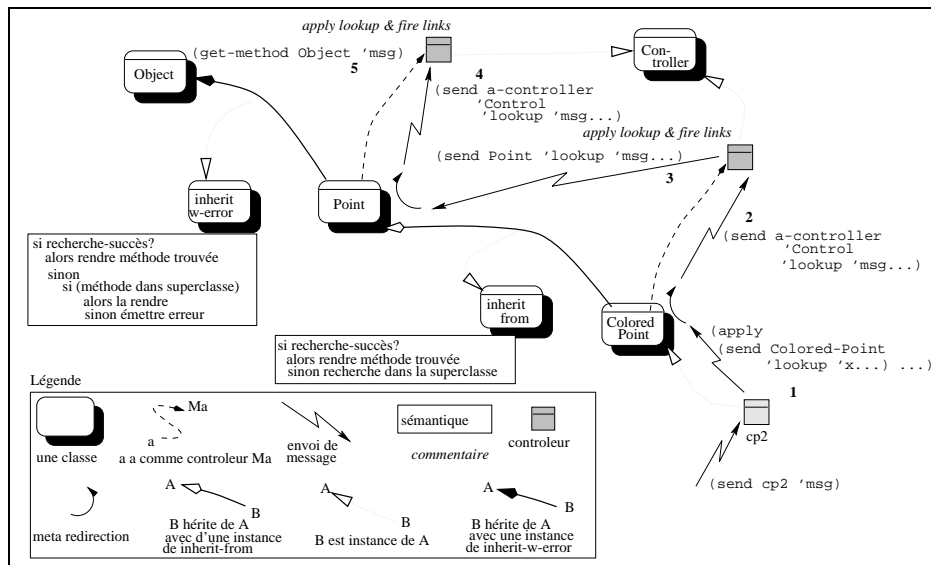 apply lookup & fire links
(get-method Object 'msg)
5
4
Con-
troller
Object
(send a-controller
'Control
'lookup 'msg...)
apply lookup & fire links
(send Point 'lookup 'msg...)
3
inherit
w-error
Point
2
(send a-controller
'Control
'lookup 'msg...)
si recherche-succès?
alors rendre méthode trouvée
sinon
si (méthode dans superclasse)
alors la rendre
sinon émettre erreur
inherit
from
Colored
Point
(apply
(send Colored-Point
'lookup 'x...) ...)
1
si recherche-succès?
alors rendre méthode trouvée
sinon recherche dans la superclasse
cp2
(send cp2 'msg)
Légende
une classe
Ma
a
a a comme controleur Ma
envoi de
message
sémantique
commentaire
controleur
meta redirection
A
B
B hérite de A
avec d'une instance
de inherit-from
A
B
B est instance de A
A
B
B hérite de A
avec une instance
de inherit-w-error